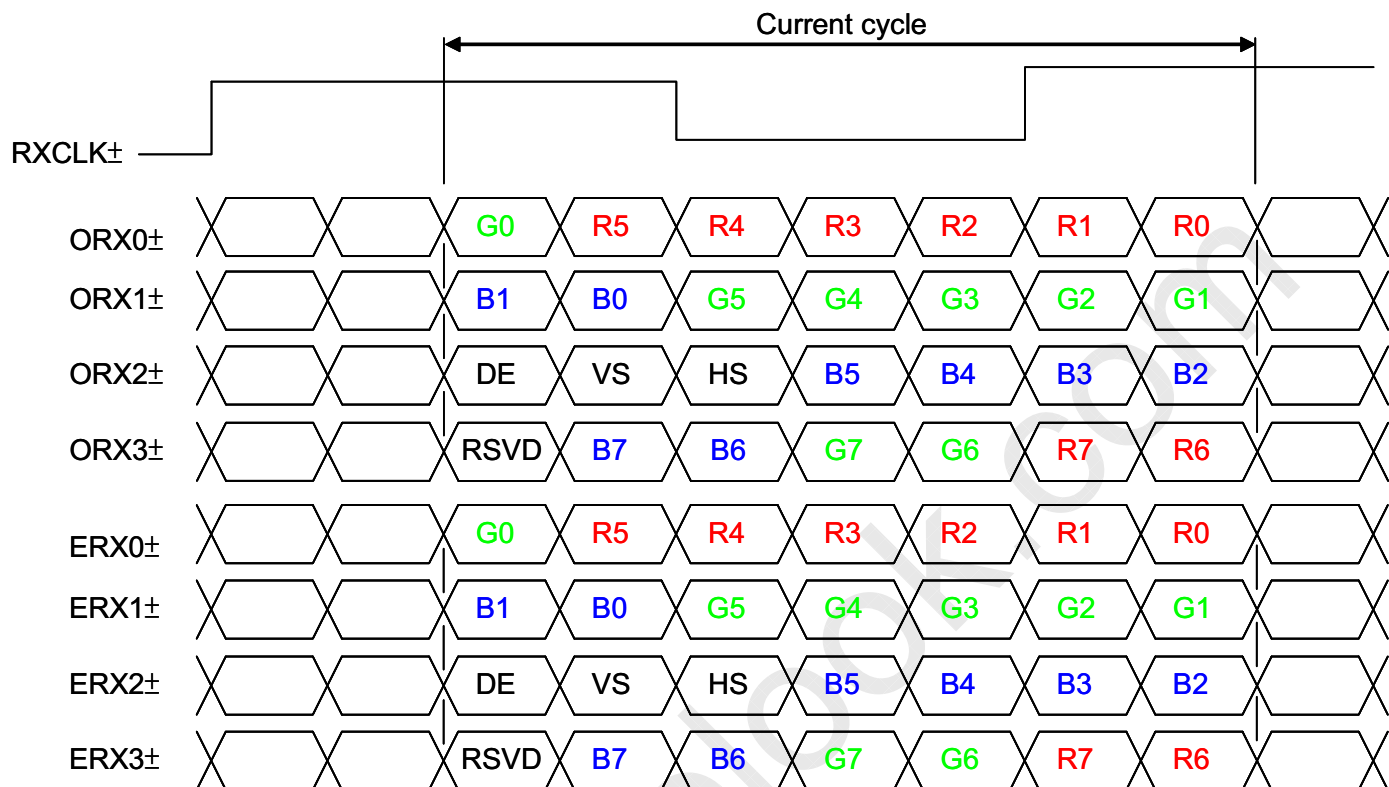 Current cycle
RXCLK±
ORX0± G0 R5 R4 R3 R2 R1 R0
ORX1± B1 B0 G5 G4 G3 G2 G1
ORX2± DE VS HS B5 B4 B3 B2
ORX3± RSVD B7 B6 G7 G6 R7 R6
ERX0± G0 R5 R4 R3 R2 R1 R0
ERX1± B1 B0 G5 G4 G3 G2 G1
ERX2± DE VS HS B5 B4 B3 B2
ERX3± RSVD B7 B6 G7 G6 R7 R6